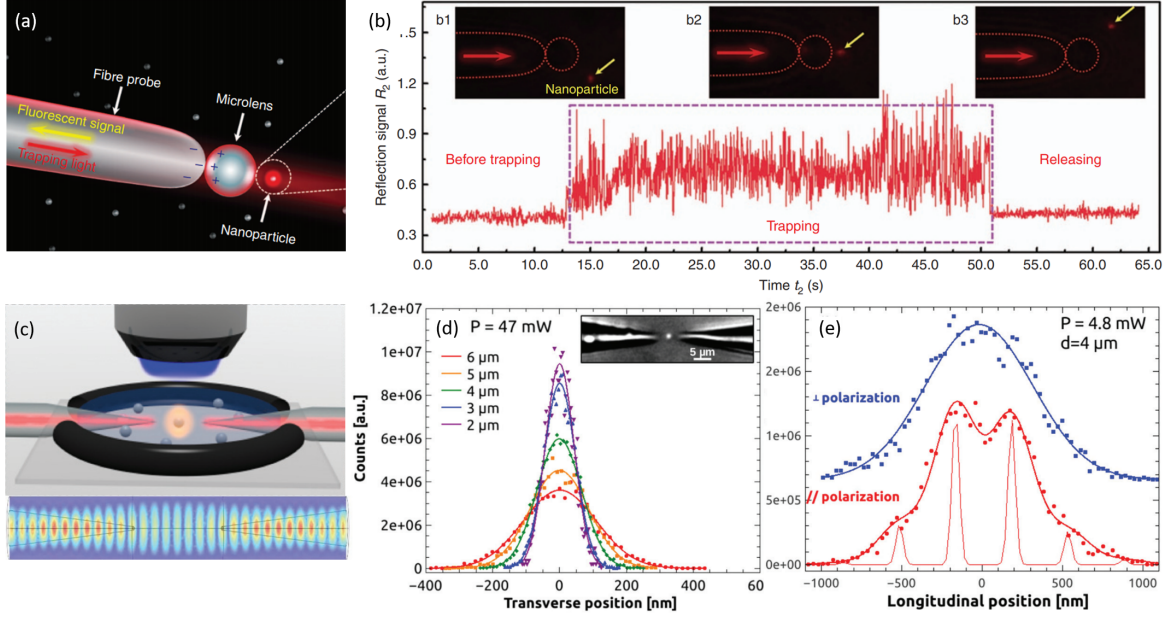 (a)
Fibre probe
Microlens
Fluorescent signal
Trapping light
Nanoparticle
(b)
Reflection signal R₂ (a.u.)
1.5
1.2
0.9
0.6
0.3
b1
b2
b3
Nanoparticle
Before trapping
Trapping
Releasing
0.0 5.0 10.0 15.0 20.0 25.0 30.0 35.0 40.0 45.0 50.0 55.0 60.0 65.0
Time t₂ (s)
(c)
(d)
P = 47 mW
Counts [a.u.]
1.2e+07
1e+07
8e+06
6e+06
4e+06
2e+06
0
6 µm
5 µm
4 µm
3 µm
2 µm
5 µm
−400 −200 0 200 400 60
Transverse position [nm]
(e)
P = 4.8 mW
d=4 µm
2e+06
2e+06
1e+06
5e+05
0e+00
⊥ polarization
// polarization
−1000 −500 0 500 1000
Longitudinal position [nm]